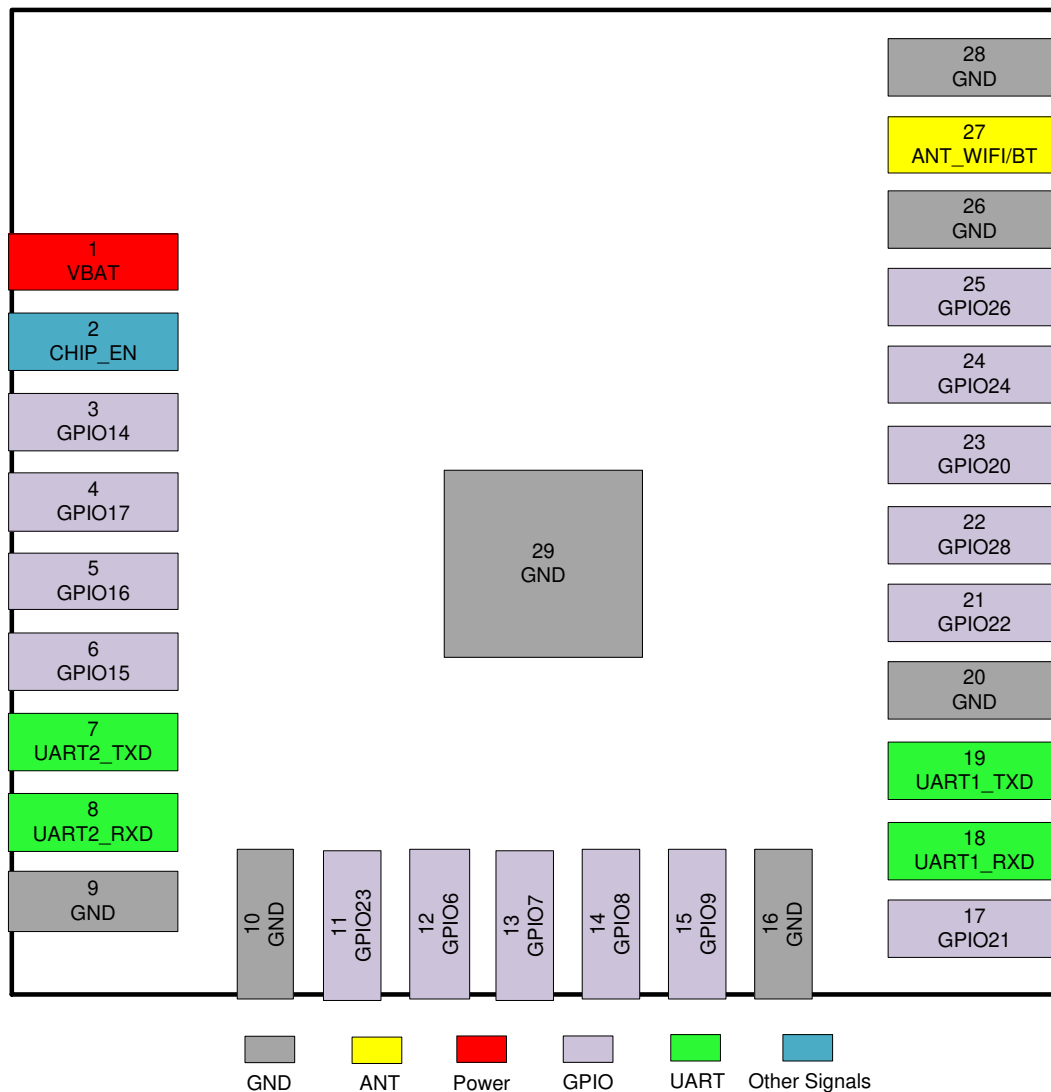 1
VBAT
2
CHIP_EN
3
GPIO14
4
GPIO17
5
GPIO16
6
GPIO15
7
UART2_TXD
8
UART2_RXD
9
GND
10
GND
11
GPIO23
12
GPIO6
13
GPIO7
14
GPIO8
15
GPIO9
16
GND
29
GND
28
GND
27
ANT_WIFI/BT
26
GND
25
GPIO26
24
GPIO24
23
GPIO20
22
GPIO28
21
GPIO22
20
GND
19
UART1_TXD
18
UART1_RXD
17
GPIO21
GND
ANT
Power
GPIO
UART
Other Signals